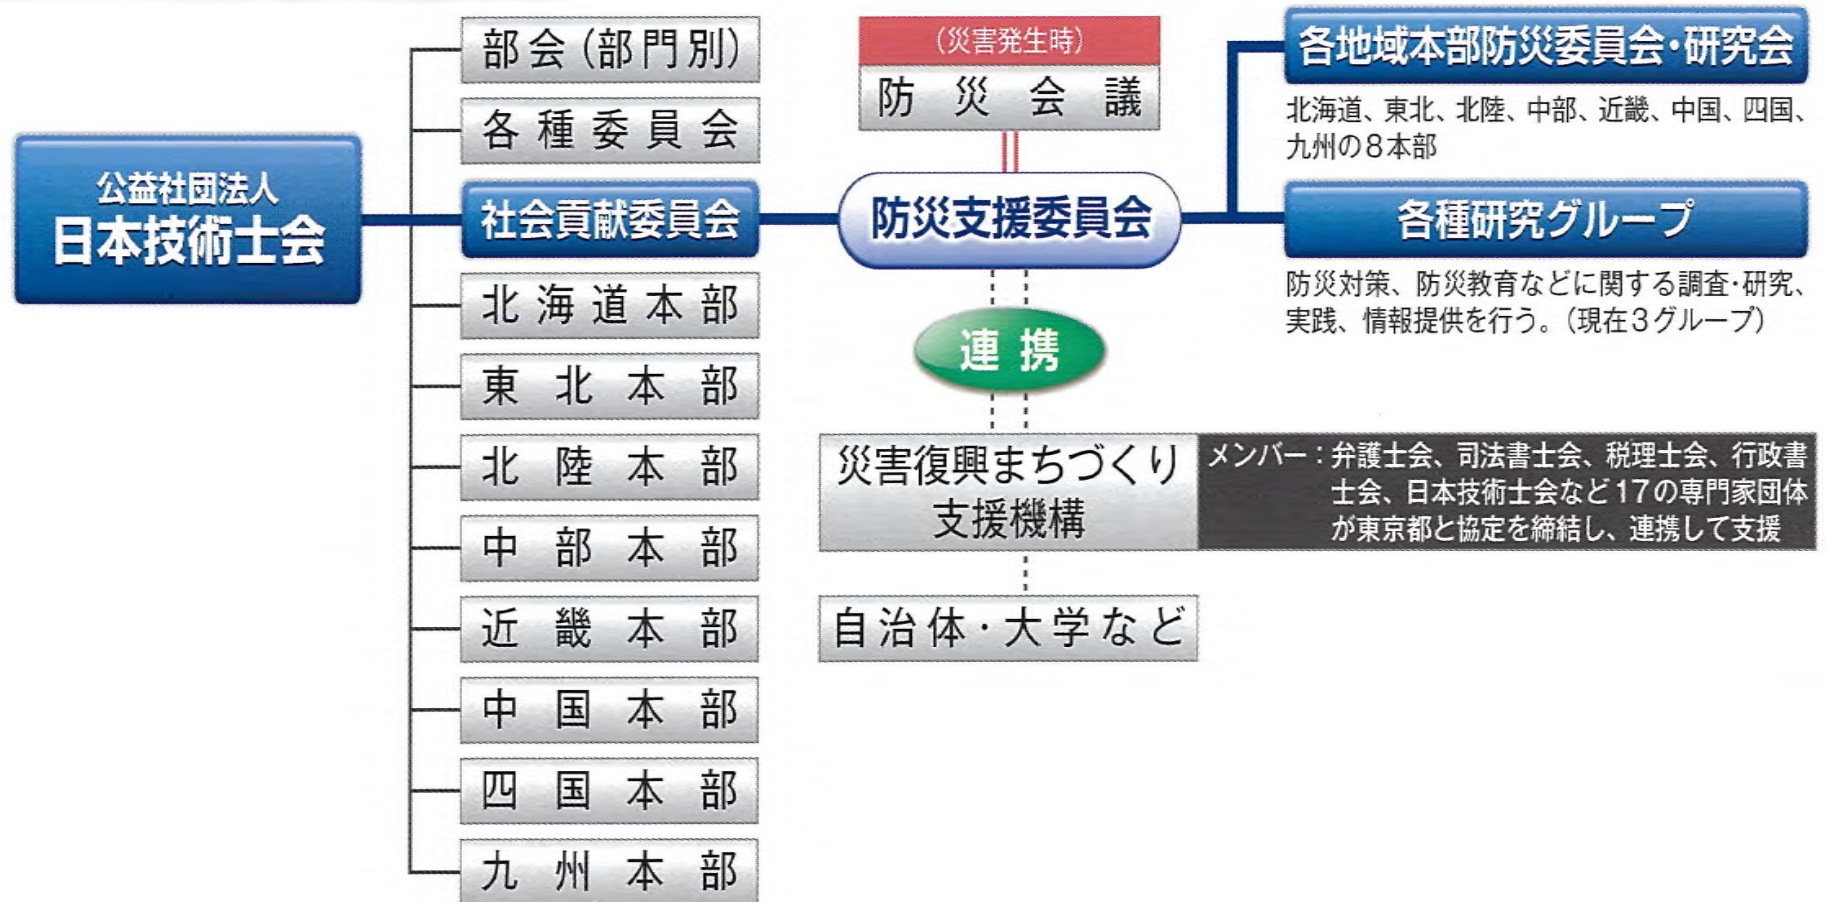 公益社団法人
日本技術士会
部会（部門別）
各種委員会
社会貢献委員会
北海道本部
東北本部
北陸本部
中部本部
近畿本部
中国本部
四国本部
九州本部
（災害発生時）
防災会議
防災支援委員会
連携
災害復興まちづくり
支援機構
メンバー：弁護士会、司法書士会、税理士会、行政書
士会、日本技術士会など17の専門家団体
が東京都と協定を締結し、連携して支援
自治体・大学など
各地域本部防災委員会・研究会
北海道、東北、北陸、中部、近畿、中国、四国、
九州の8本部
各種研究グループ
防災対策、防災教育などに関する調査・研究、
実践、情報提供を行う。（現在3グループ）